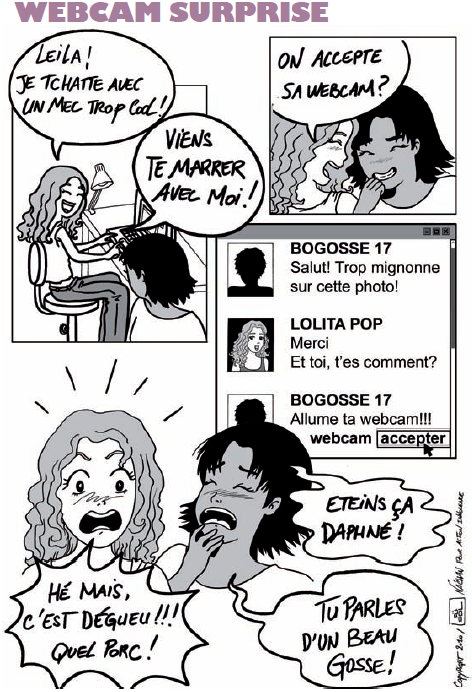 WEBCAM SURPRISE
LEILA!
JE TCHATTE AVEC
UN MEC TROP COOL!
VIENS
TE MARRER
AVEC MOI!
ON ACCEPTE
SA WEBCAM?
BOGOSSE 17
Salut! Trop mignonne
sur cette photo!
LOLITA POP
Merci
Et toi, t'es comment?
BOGOSSE 17
Allume ta webcam!!!
webcam accepter
ETEINS ÇA
DAPHNÉ!
HÉ MAIS,
C'EST DÉGUEU!!!
QUEL PORC!
TU PARLES
D'UN BEAU
GOSSE!